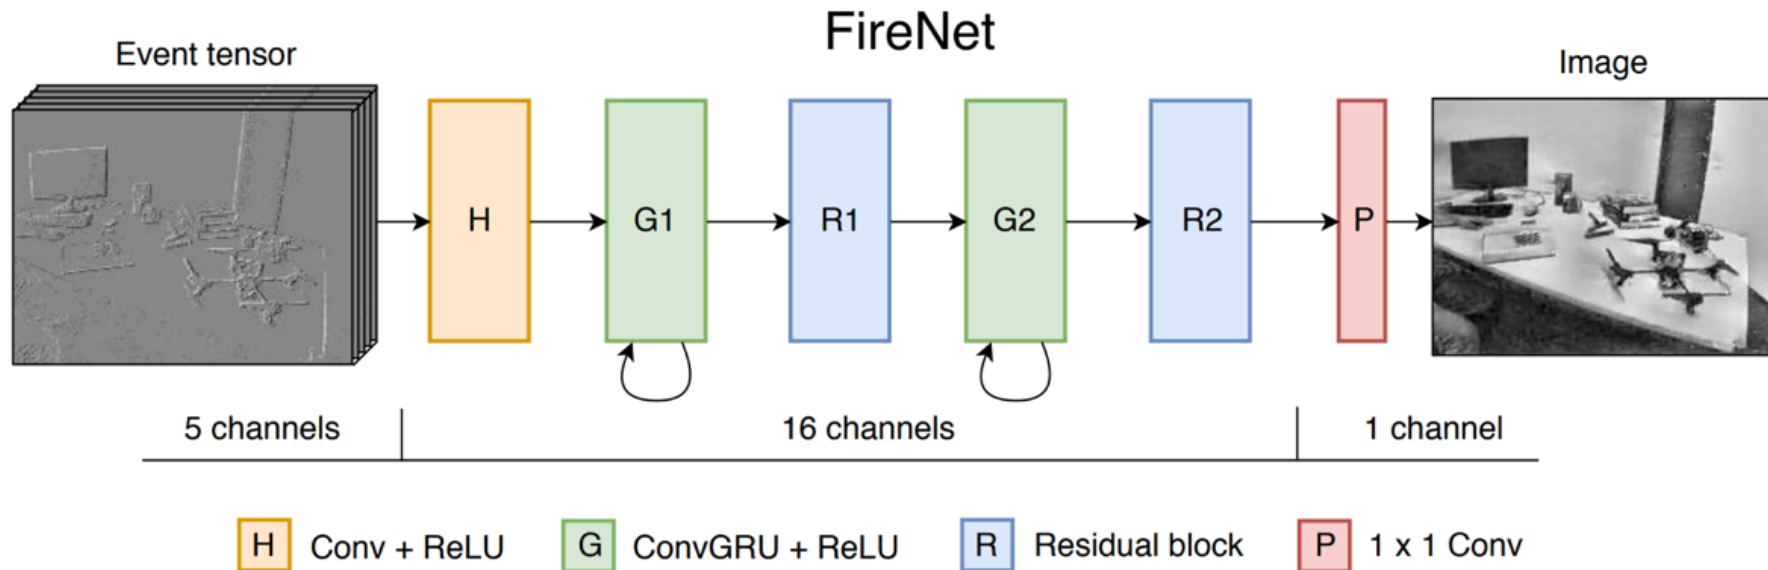 FireNet
Event tensor
Image
H
G1
R1
G2
R2
P
5 channels
16 channels
1 channel
H Conv + ReLU
G ConvGRU + ReLU
R Residual block
P 1 x 1 Conv